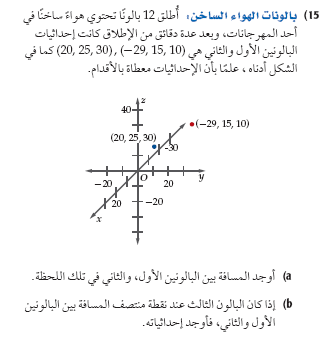 15) بالونات الهواء الساخن: أُطلق 12 بالونًا تحتوي هواءً ساخنًا في
أحد المهرجانات، وبعد عدة دقائق من الإطلاق كانت إحداثيات
البالونين الأول والثاني هي (20, 25, 30), (−29, 15, 10) كما في
الشكل أدناه، علمًا بأن الإحداثيات معطاة بالأقدام.
40
z
(−29, 15, 10)
(20, 25, 30)
-30
−20
O
20
y
20
−20
x
a) أوجد المسافة بين البالونين الأول، والثاني في تلك اللحظة.
b) إذا كان البالون الثالث عند نقطة منتصف المسافة بين البالونين
الأول والثاني، فأوجد إحداثياته.